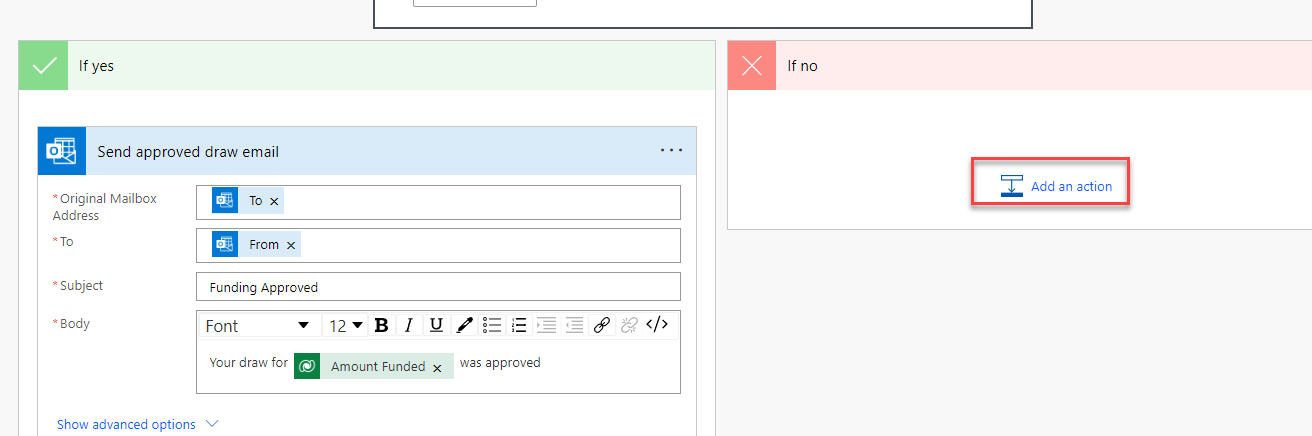 If yes
If no
Send approved draw email
Add an action
*Original Mailbox
Address
To ×
*To
From ×
*Subject
Funding Approved
*Body
Font
12
B I U </>
Your draw for Amount Funded × was approved
Show advanced options